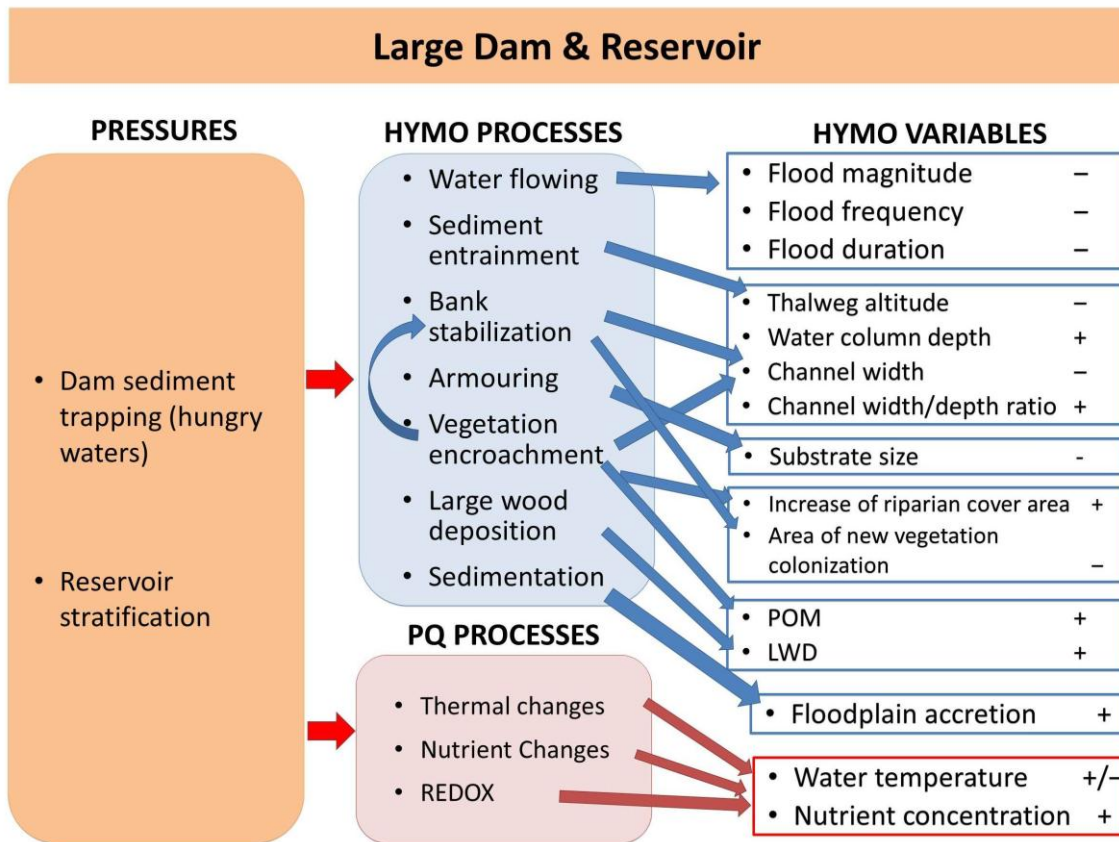 Large Dam & Reservoir
PRESSURES
• Dam sediment
trapping (hungry
waters)
• Reservoir
stratification
HYMO PROCESSES
• Water flowing
• Sediment
entrainment
• Bank
stabilization
• Armouring
• Vegetation
encroachment
• Large wood
deposition
• Sedimentation
PQ PROCESSES
• Thermal changes
• Nutrient Changes
• REDOX
HYMO VARIABLES
• Flood magnitude –
• Flood frequency –
• Flood duration –
• Thalweg altitude –
• Water column depth +
• Channel width –
• Channel width/depth ratio +
• Substrate size -
• Increase of riparian cover area +
• Area of new vegetation
colonization –
• POM +
• LWD +
• Floodplain accretion +
• Water temperature +/–
• Nutrient concentration +